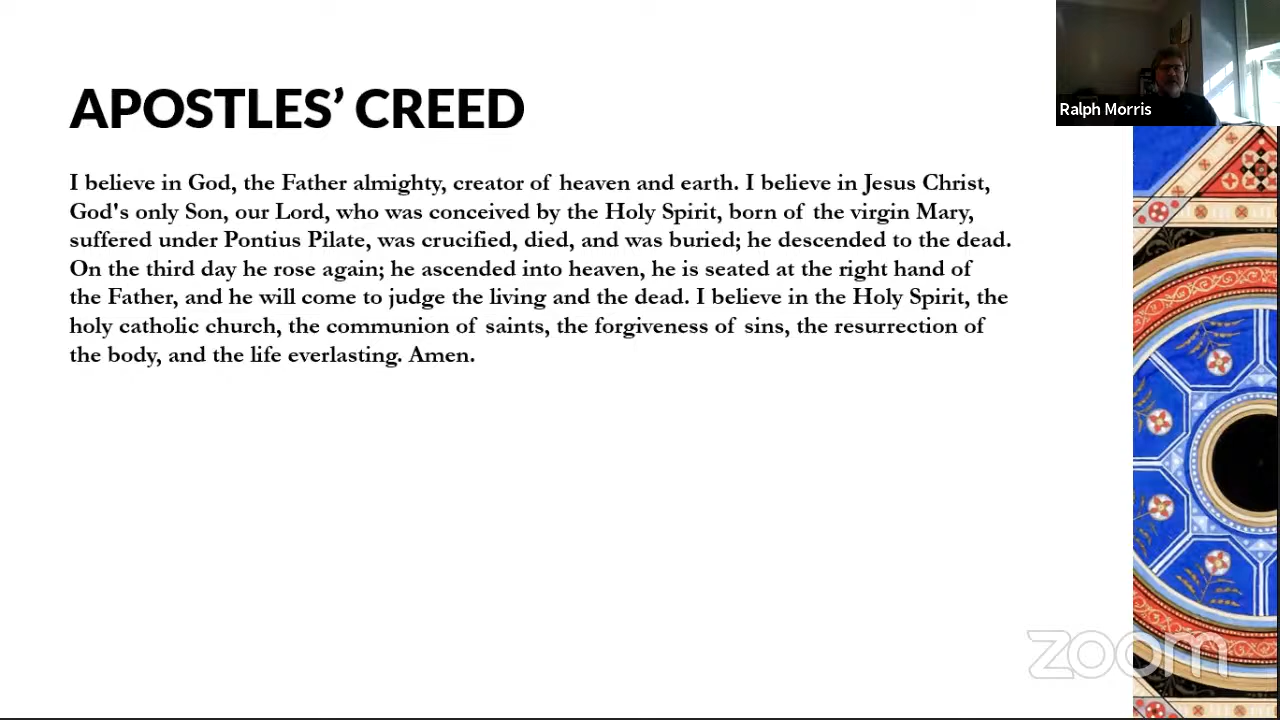 APOSTLES’ CREED
I believe in God, the Father almighty, creator of heaven and earth. I believe in Jesus Christ,
God's only Son, our Lord, who was conceived by the Holy Spirit, born of the virgin Mary,
suffered under Pontius Pilate, was crucified, died, and was buried; he descended to the dead.
On the third day he rose again; he ascended into heaven, he is seated at the right hand of
the Father, and he will come to judge the living and the dead. I believe in the Holy Spirit, the
holy catholic church, the communion of saints, the forgiveness of sins, the resurrection of
the body, and the life everlasting. Amen.
Ralph Morris
zoom